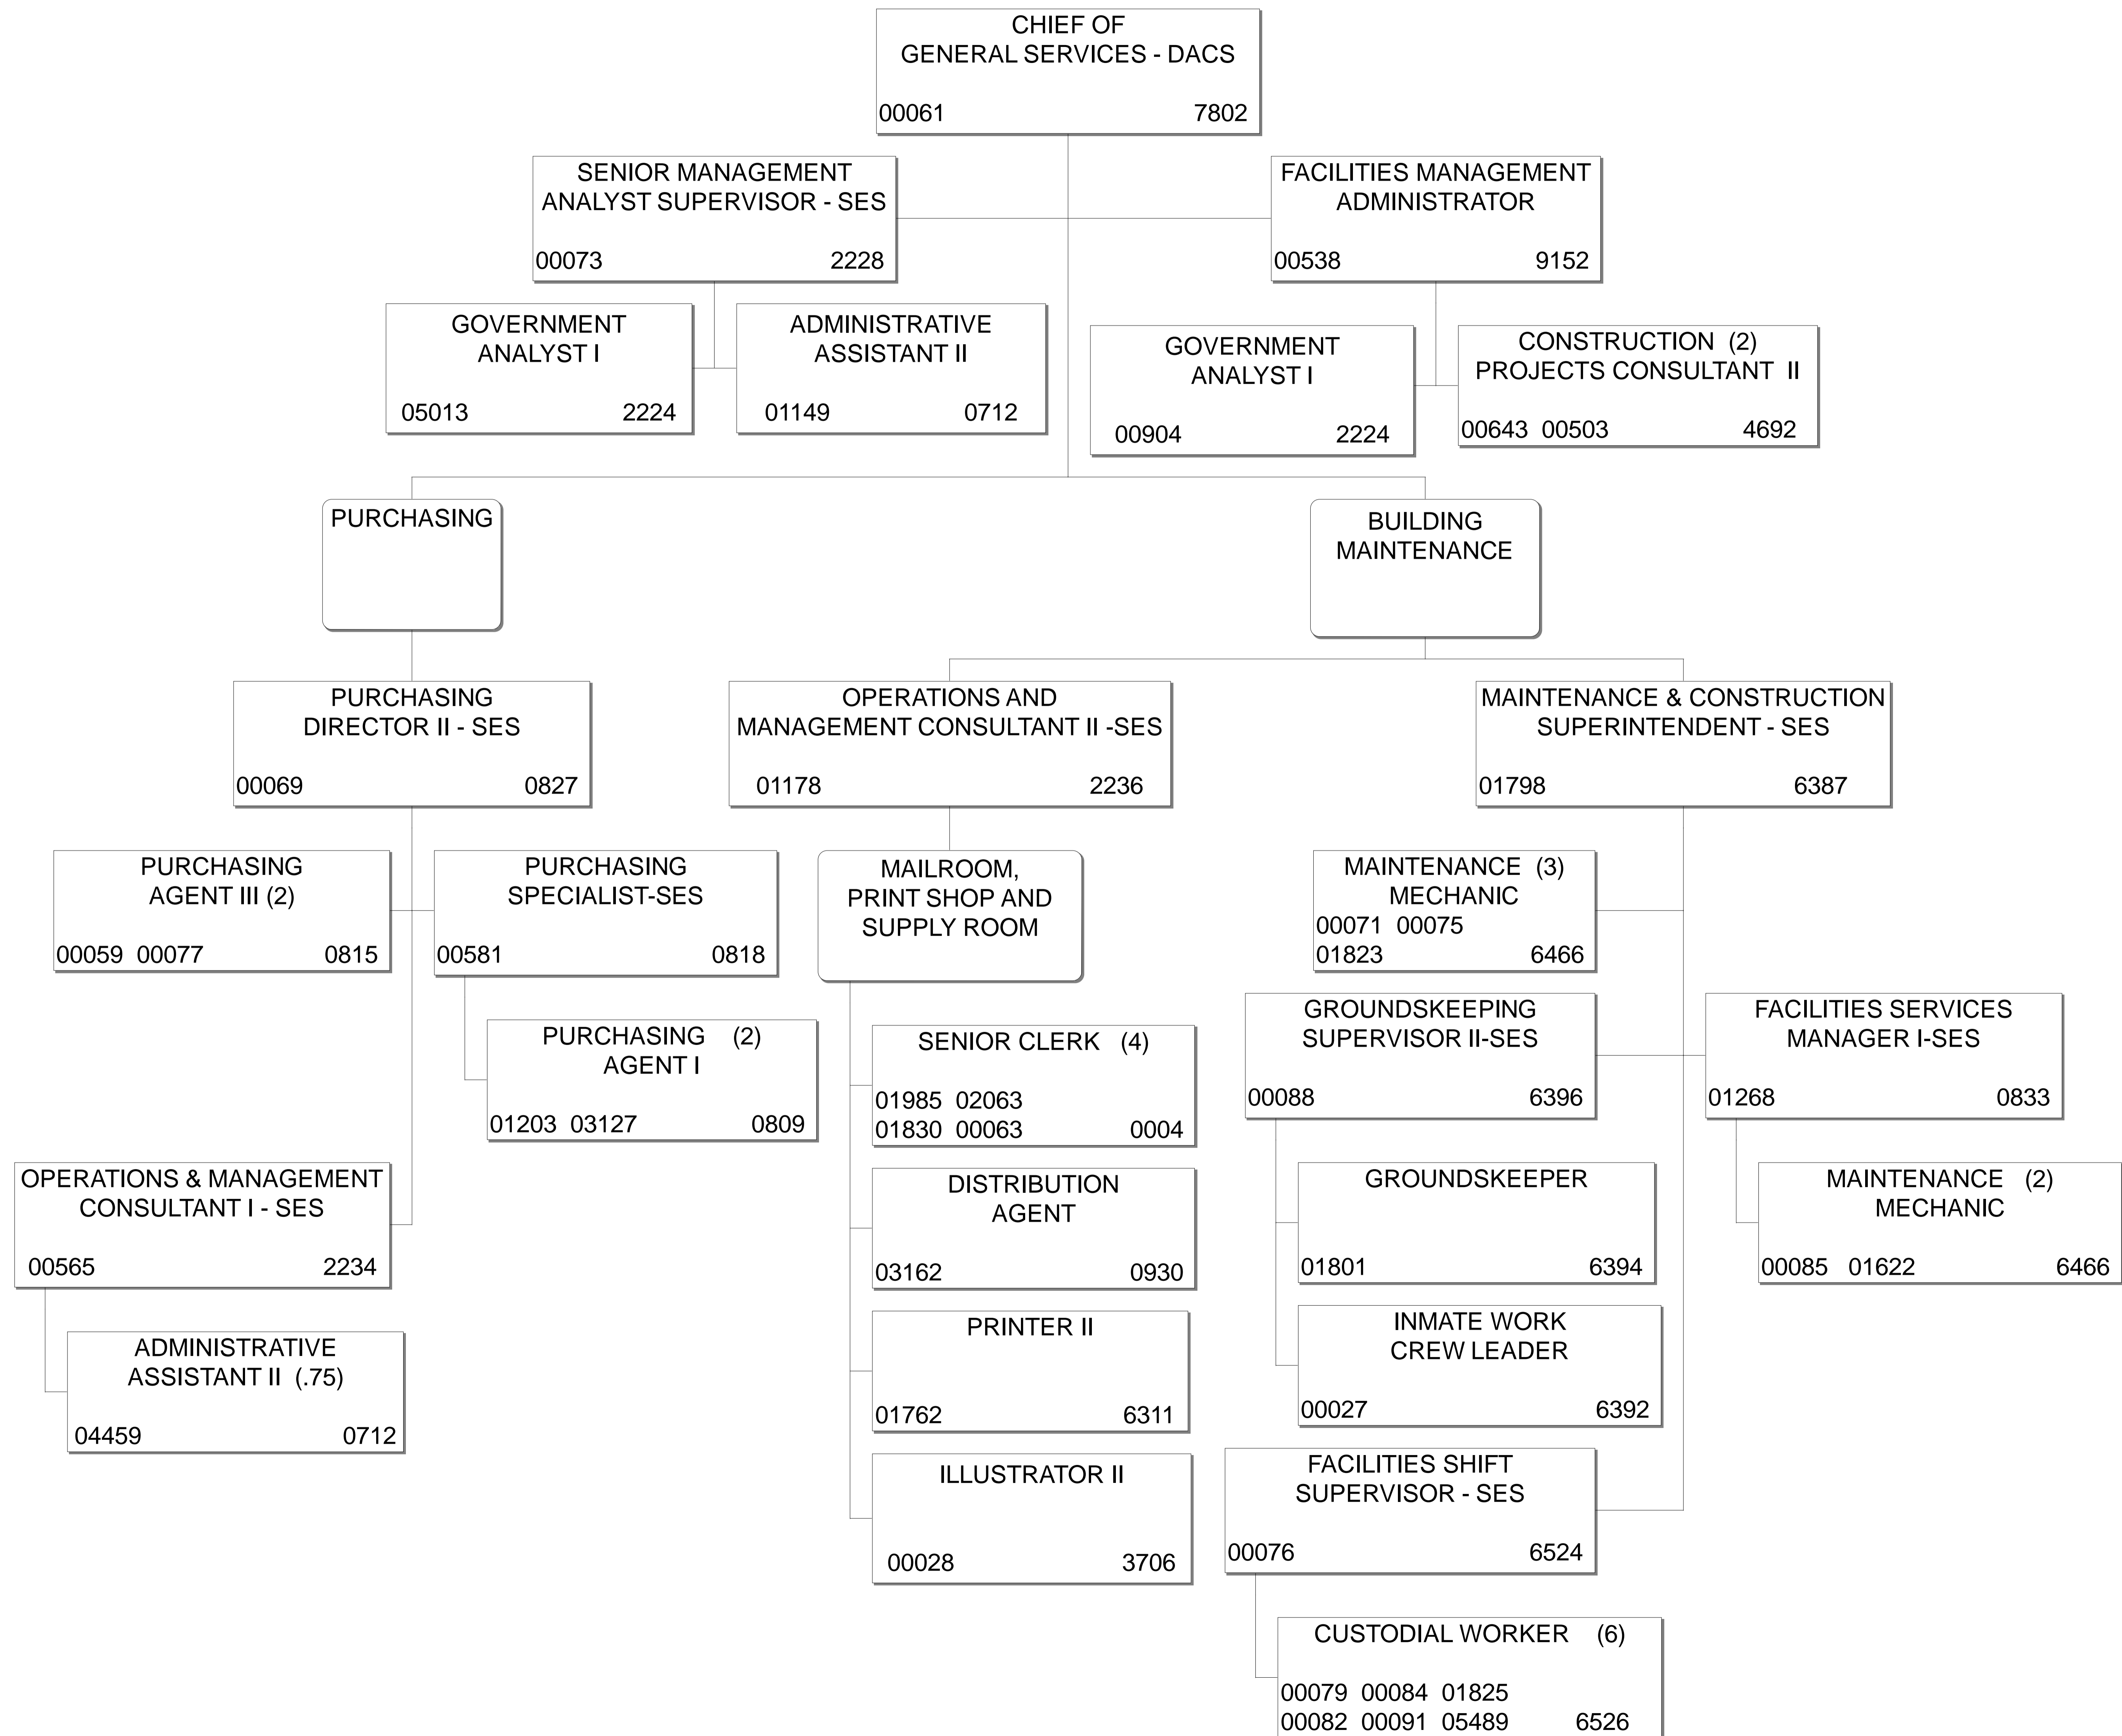 CHIEF OF
GENERAL SERVICES - DACS
00061 7802
SENIOR MANAGEMENT
ANALYST SUPERVISOR - SES
00073 2228
FACILITIES MANAGEMENT
ADMINISTRATOR
00538 9152
GOVERNMENT
ANALYST I
05013 2224
ADMINISTRATIVE
ASSISTANT II
01149 0712
GOVERNMENT
ANALYST I
00904 2224
CONSTRUCTION (2)
PROJECTS CONSULTANT II
00643 00503 4692
PURCHASING
BUILDING
MAINTENANCE
PURCHASING
DIRECTOR II - SES
00069 0827
OPERATIONS AND
MANAGEMENT CONSULTANT II -SES
01178 2236
MAINTENANCE & CONSTRUCTION
SUPERINTENDENT - SES
01798 6387
PURCHASING
AGENT III (2)
00059 00077 0815
PURCHASING
SPECIALIST-SES
00581 0818
PURCHASING (2)
AGENT I
01203 03127 0809
OPERATIONS & MANAGEMENT
CONSULTANT I - SES
00565 2234
ADMINISTRATIVE
ASSISTANT II (.75)
04459 0712
MAILROOM,
PRINT SHOP AND
SUPPLY ROOM
SENIOR CLERK (4)
01985 02063
01830 00063 0004
DISTRIBUTION
AGENT
03162 0930
PRINTER II
01762 6311
ILLUSTRATOR II
00028 3706
MAINTENANCE (3)
MECHANIC
00071 00075
01823 6466
GROUNDSKEEPING
SUPERVISOR II-SES
00088 6396
FACILITIES SERVICES
MANAGER I-SES
01268 0833
GROUNDSKEEPER
01801 6394
MAINTENANCE (2)
MECHANIC
00085 01622 6466
INMATE WORK
CREW LEADER
00027 6392
FACILITIES SHIFT
SUPERVISOR - SES
00076 6524
CUSTODIAL WORKER (6)
00079 00084 01825
00082 00091 05489 6526